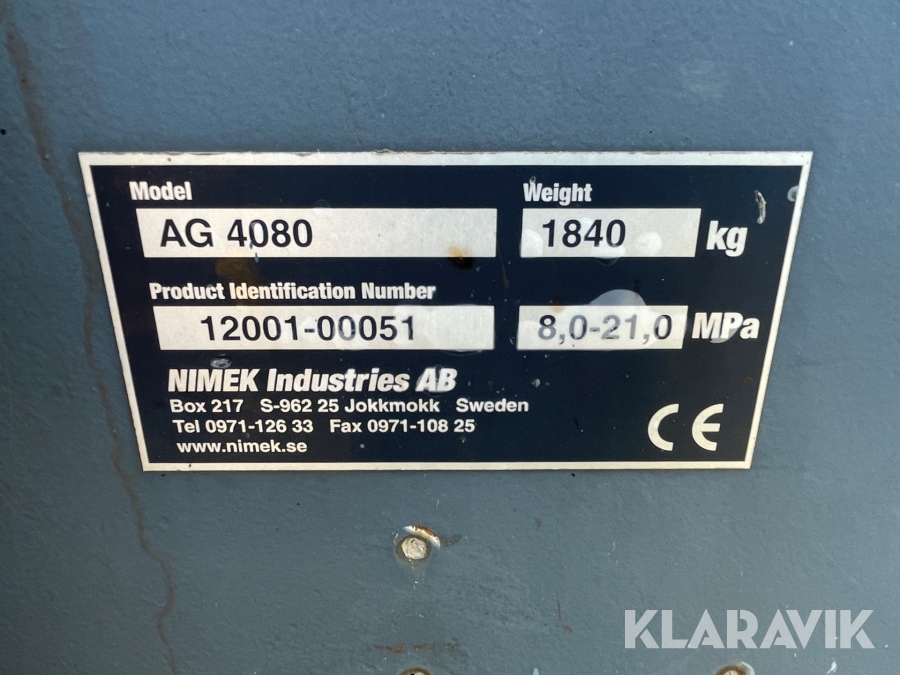 Model Weight
AG 4080 1840 kg
Product Identification Number
12001-00051 8,0-21,0 MPa
NIMEK Industries AB
Box 217 S-962 25 Jokkmokk Sweden
Tel 0971-126 33 Fax 0971-108 25
www.nimek.se
CE
KLARAVIK